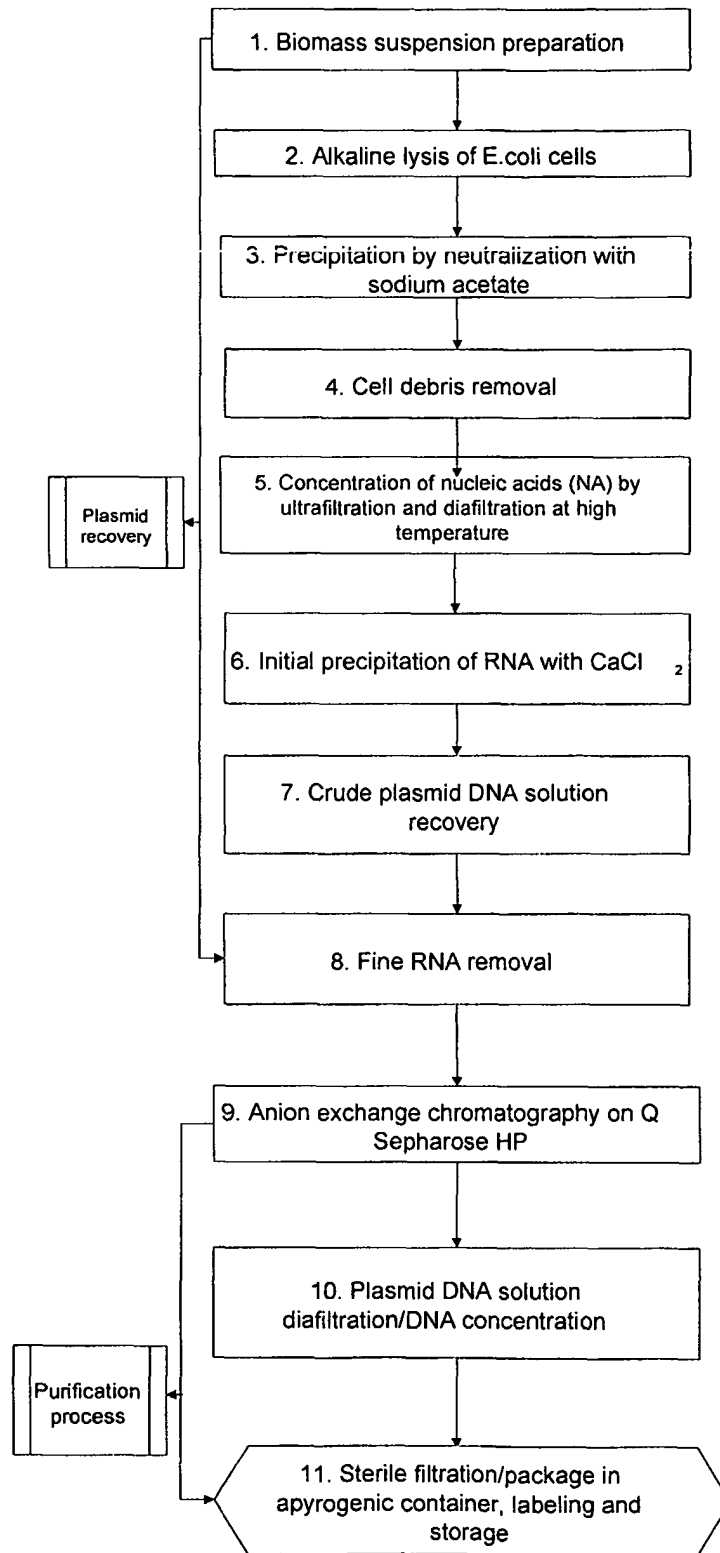 1. Biomass suspension preparation
2. Alkaline lysis of E.coli cells
3. Precipitation by neutralization with
sodium acetate
4. Cell debris removal
5. Concentration of nucleic acids (NA) by
ultrafiltration and diafiltration at high
temperature
Plasmid
recovery
6. Initial precipitation of RNA with CaCl 2
7. Crude plasmid DNA solution
recovery
8. Fine RNA removal
9. Anion exchange chromatography on Q
Sepharose HP
10. Plasmid DNA solution
diafiltration/DNA concentration
Purification
process
11. Sterile filtration/package in
apyrogenic container, labeling and
storage